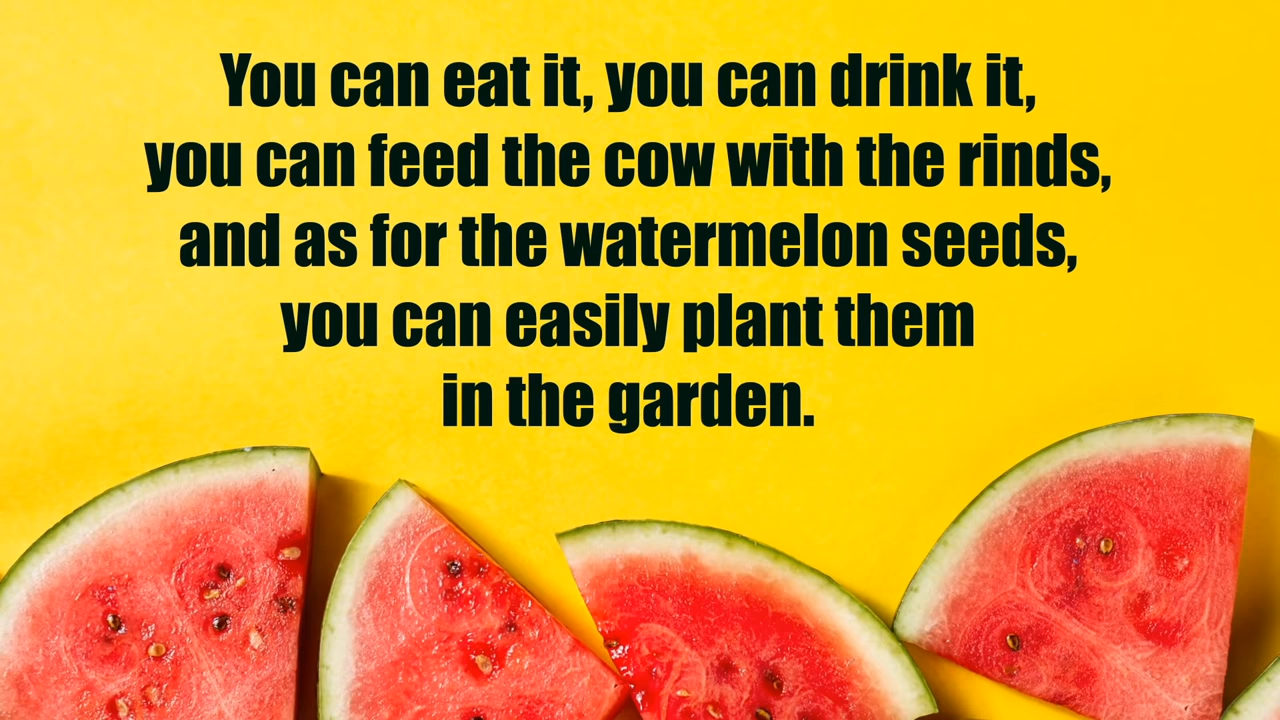 You can eat it, you can drink it,
you can feed the cow with the rinds,
and as for the watermelon seeds,
you can easily plant them
in the garden.